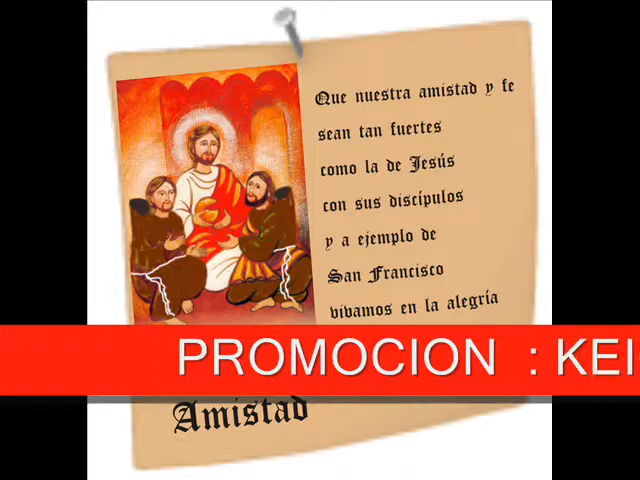 Que nuestra amistad y fe
sean tan fuertes
como la de Jesús
con sus discípulos
y a ejemplo de
San Francisco
vivamos en la alegría
PROMOCION : KEI
Amistad